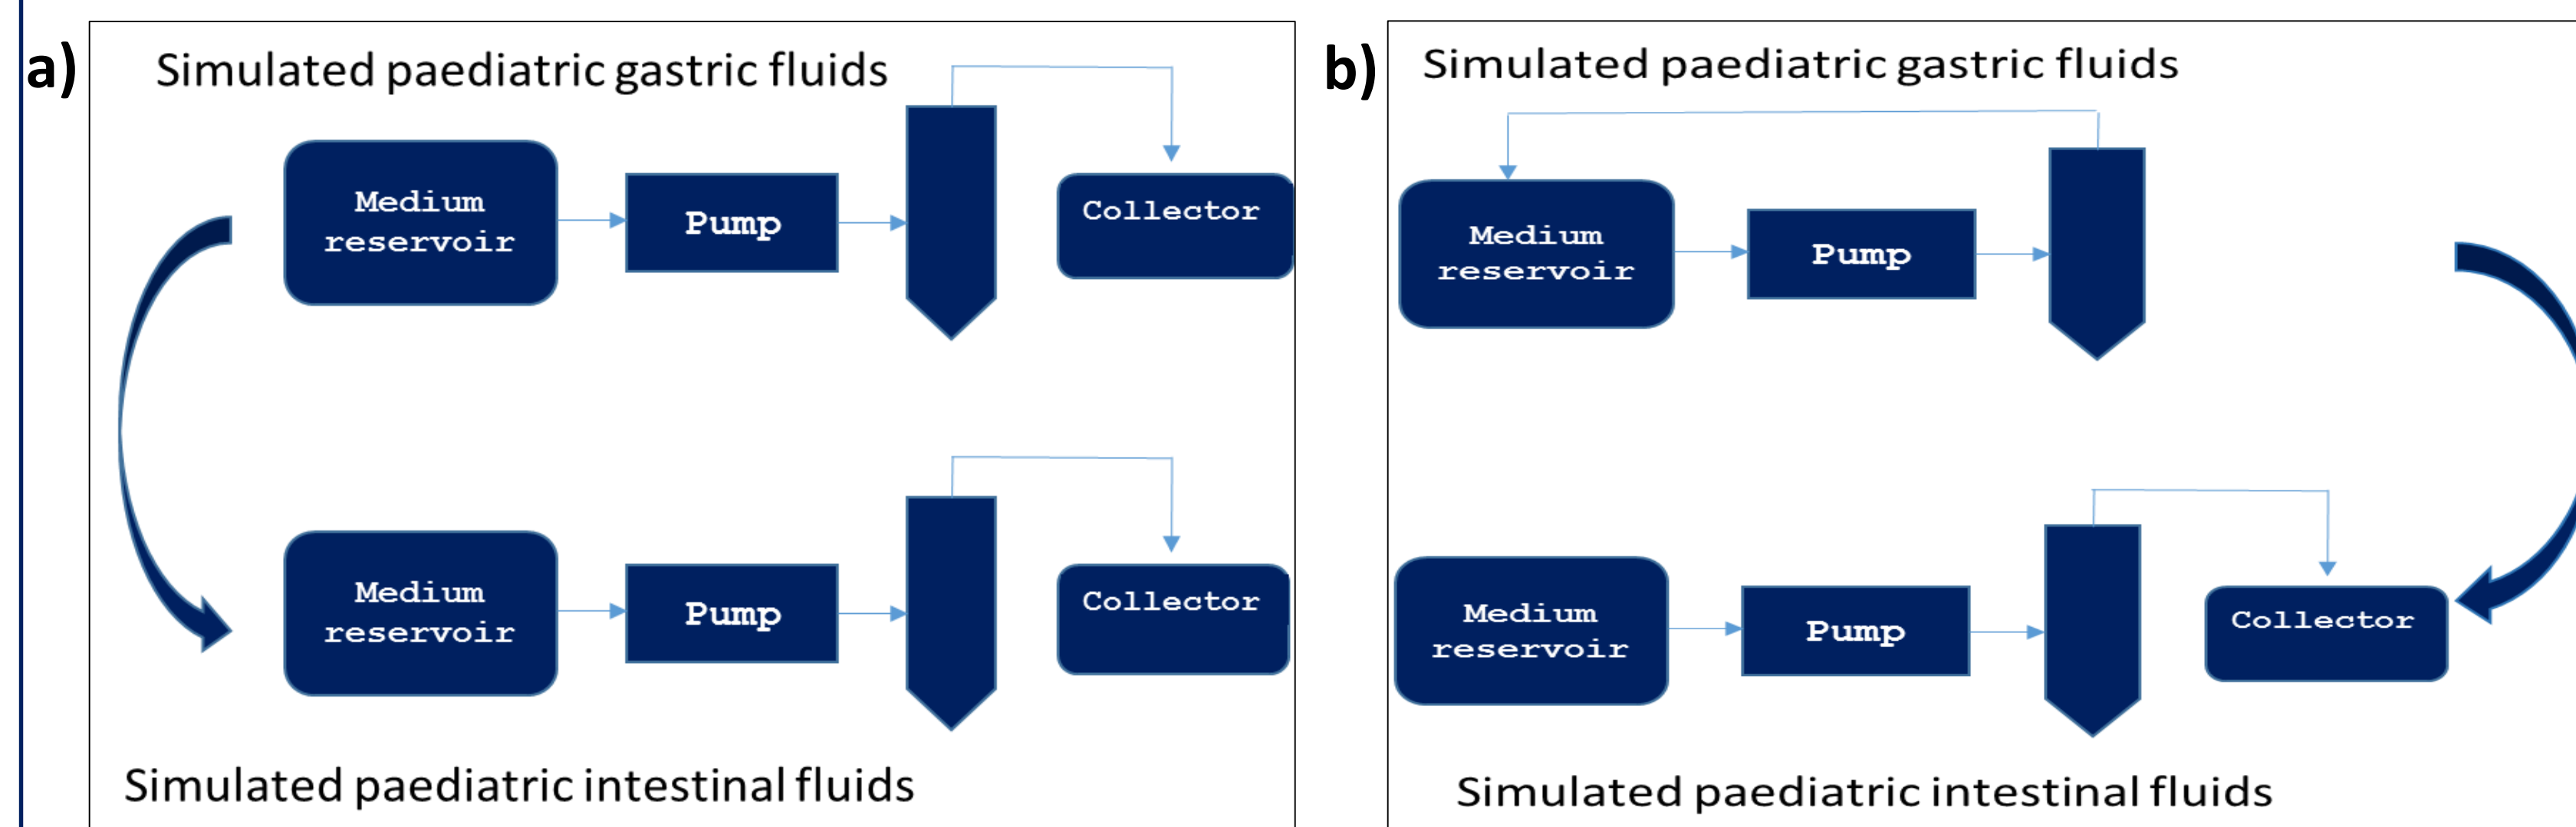 a)
Simulated paediatric gastric fluids
Medium
reservoir
Pump
Collector
Medium
reservoir
Pump
Collector
Simulated paediatric intestinal fluids
b)
Simulated paediatric gastric fluids
Medium
reservoir
Pump
Medium
reservoir
Pump
Collector
Simulated paediatric intestinal fluids